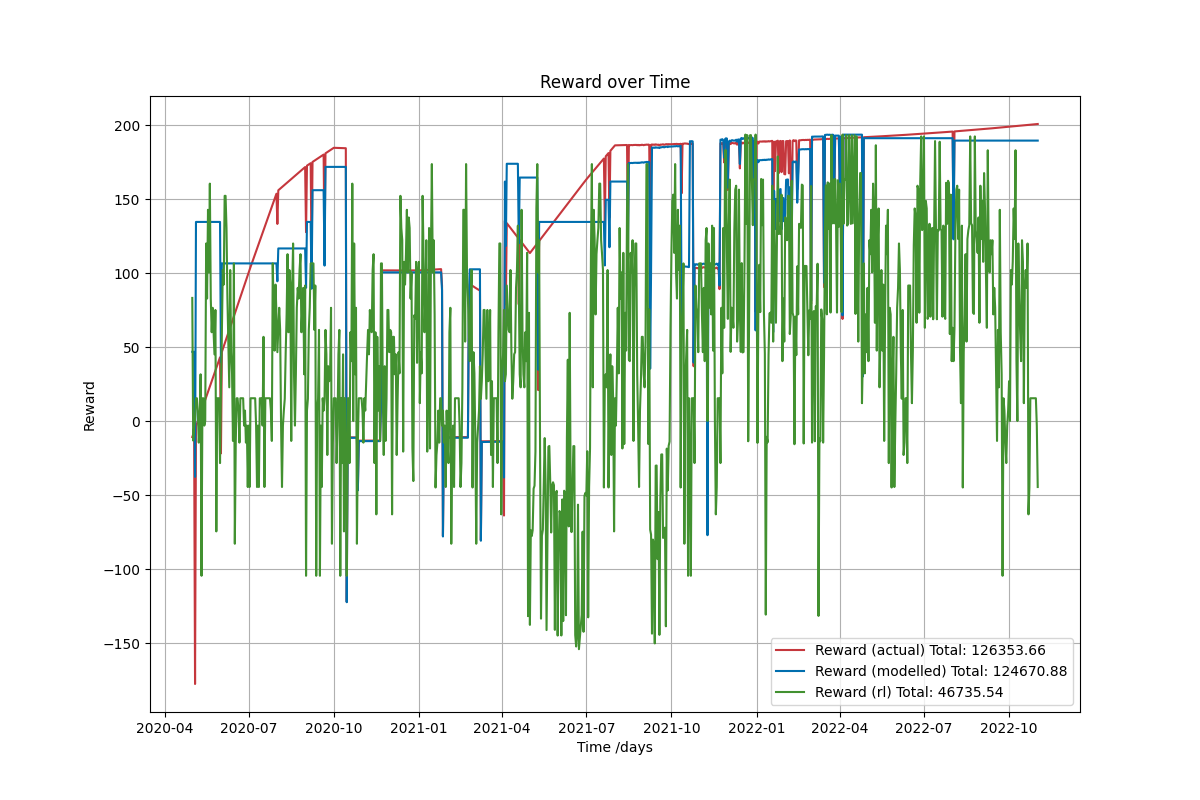 Reward over Time
200
150
100
50
0
−50
−100
−150
Reward
2020-04 2020-07 2020-10 2021-01 2021-04 2021-07 2021-10 2022-01 2022-04 2022-07 2022-10
Time /days
Reward (actual) Total: 126353.66
Reward (modelled) Total: 124670.88
Reward (rl) Total: 46735.54